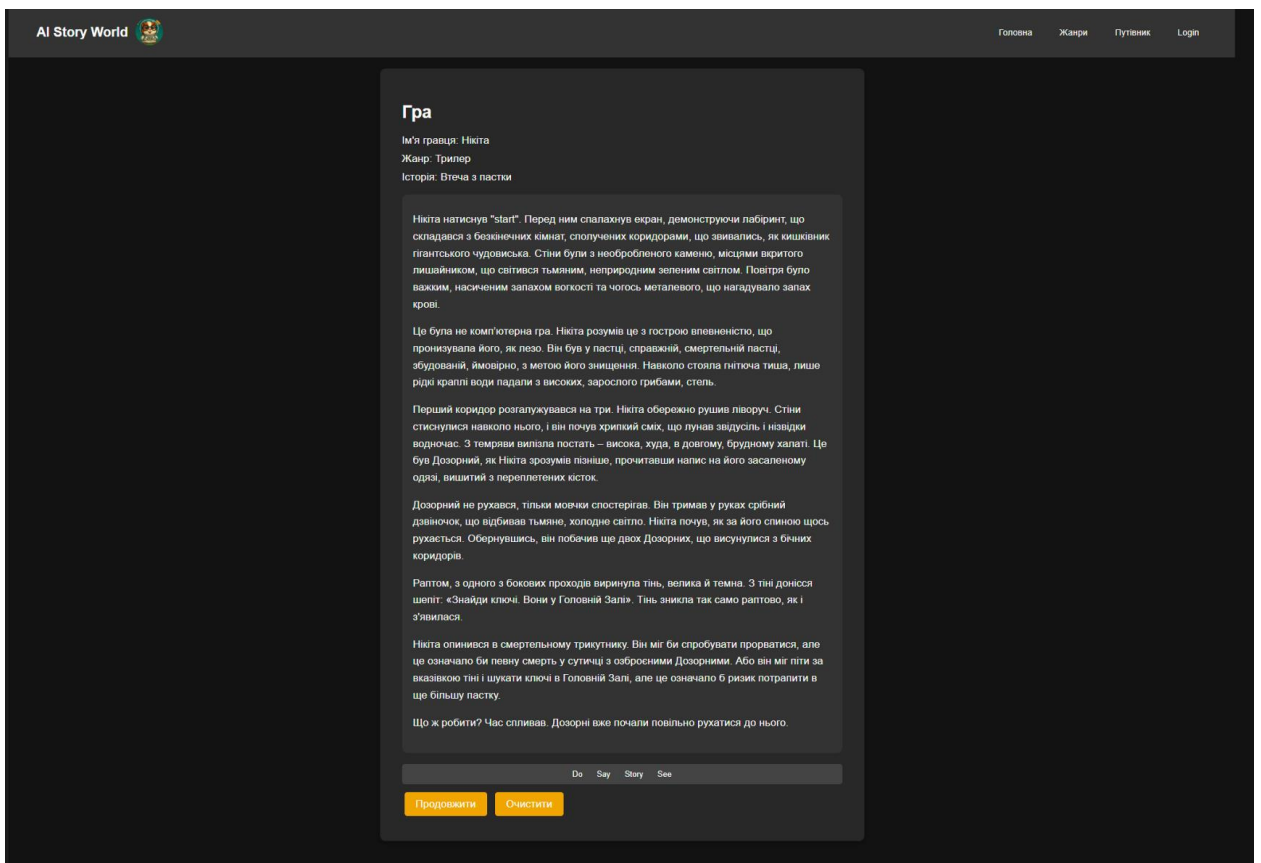 AI Story World
Головна Жанри Путівник Login
Гра
Ім'я гравця: Нікіта
Жанр: Трилер
Історія: Втеча з пастки
Нікіта натиснув "start". Перед ним спалахнув екран, демонструючи лабіринт, що
складався з безкінечних кімнат, сполучених коридорами, що звивались, як кишківник
гігантського чудовиська. Стіни були з необробленого каменю, місцями вкритого
лишайником, що світився тьмяним, неприродним зеленим світлом. Повітря було
важким, насиченим запахом вогкості та чогось металевого, що нагадувало запах
крові.
Це була не комп'ютерна гра. Нікіта розумів це з гострою впевненістю, що
пронизувала його, як лезо. Він був у пастці, справжній, смертельній пастці,
збудованій, ймовірно, з метою його знищення. Навколо стояла гнітюча тиша, лише
рідкі краплі води падали з високих, зарослого грибами, стель.
Перший коридор розгалужувався на три. Нікіта обережно рушив ліворуч. Стіни
стиснулися навколо нього, і він почув хрипкий сміх, що лунав звідусіль і нізвідки
водночас. З темряви вилізла постать – висока, худа, в довгому, брудному халаті. Це
був Дозорний, як Нікіта зрозумів пізніше, прочитавши напис на його засаленому
одязі, вишитий з переплетених кісток.
Дозорний не рухався, тільки мовчки спостерігав. Він тримав у руках срібний
дзвіночок, що відбивав тьмяне, холодне світло. Нікіта почув, як за його спиною щось
рухається. Обернувшись, він побачив ще двох Дозорних, що висунулися з бічних
коридорів.
Раптом, з одного з бокових проходів виринула тінь, велика й темна. З тіні донісся
шепіт: «Знайди ключі. Вони у Головній Залі». Тінь зникла так само раптово, як і
з'явилася.
Нікіта опинився в смертельному трикутнику. Він міг би спробувати прорватися, але
це означало би певну смерть у сутичці з озброєними Дозорними. Або він міг піти за
вказівкою тіні і шукати ключі в Головній Залі, але це означало б ризик потрапити в
ще більшу пастку.
Що ж робити? Час спливав. Дозорні вже почали повільно рухатися до нього.
Do Say Story See
Продовжити Очистити